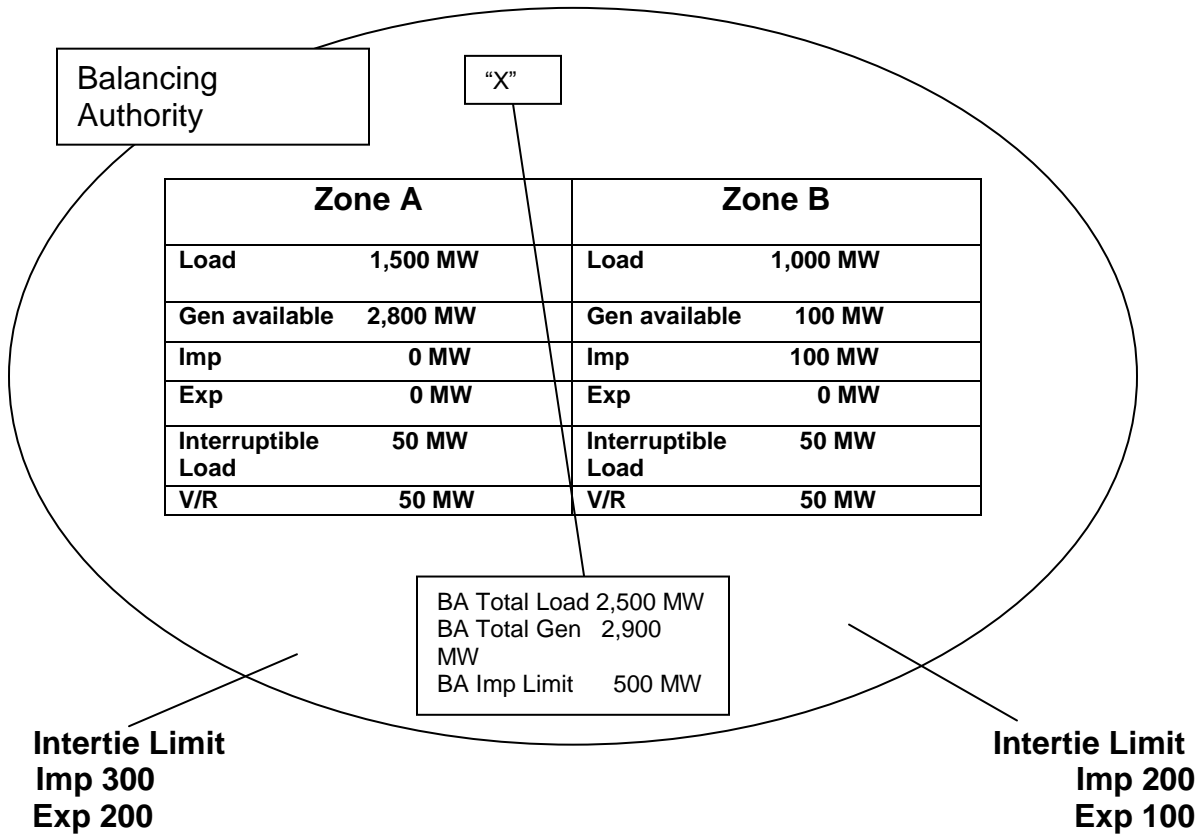 Balancing
Authority
“X”
Zone A Zone B
Load 1,500 MW Load 1,000 MW
Gen available 2,800 MW Gen available 100 MW
Imp 0 MW Imp 100 MW
Exp 0 MW Exp 0 MW
Interruptible 50 MW Interruptible 50 MW
Load Load
V/R 50 MW V/R 50 MW
BA Total Load 2,500 MW
BA Total Gen 2,900
MW
BA Imp Limit 500 MW
Intertie Limit
Imp 300
Exp 200
Intertie Limit
Imp 200
Exp 100